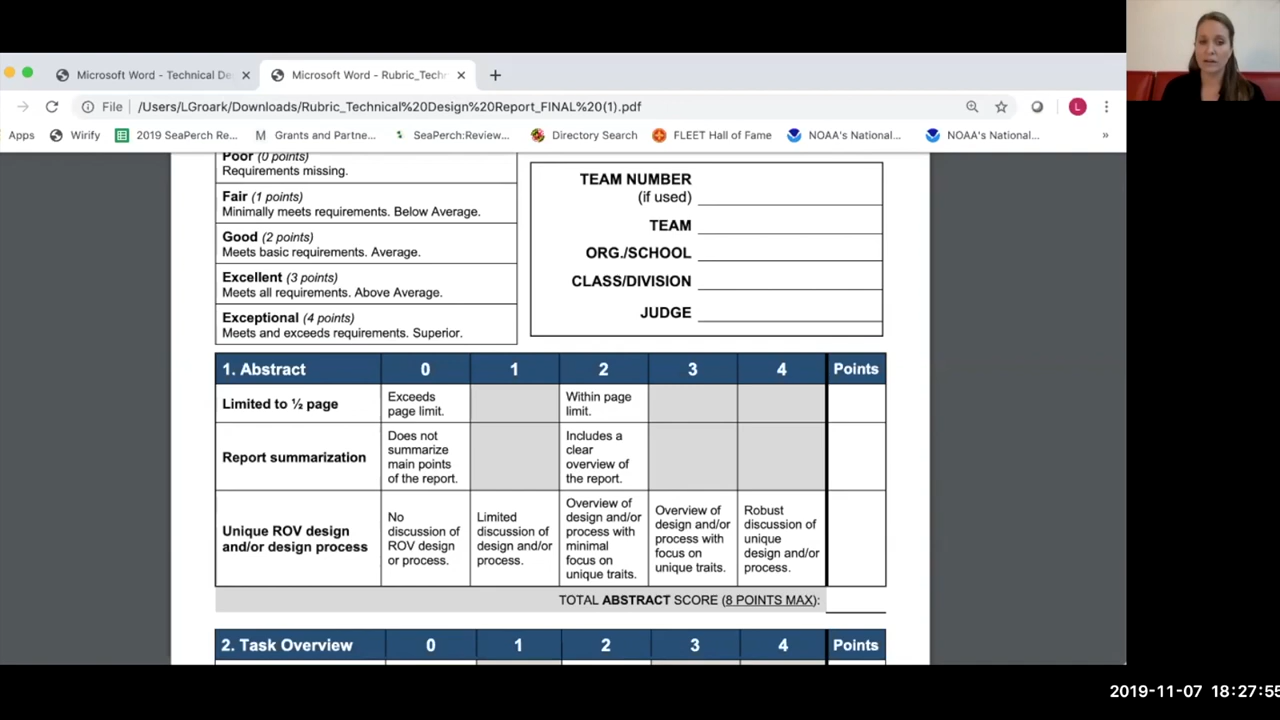 Microsoft Word - Technical De
Microsoft Word - Rubric_Techn
File /Users/LGroark/Downloads/Rubric_Technical%20Design%20Report_FINAL%20(1).pdf
L
Apps
Wirify
2019 SeaPerch Re...
Grants and Partne...
SeaPerch:Review...
Directory Search
FLEET Hall of Fame
NOAA's National...
NOAA's National...
»
Poor (0 points)
Requirements missing.
Fair (1 points)
Minimally meets requirements. Below Average.
Good (2 points)
Meets basic requirements. Average.
Excellent (3 points)
Meets all requirements. Above Average.
Exceptional (4 points)
Meets and exceeds requirements. Superior.
TEAM NUMBER
(if used)
TEAM
ORG./SCHOOL
CLASS/DIVISION
JUDGE
1. Abstract 0 1 2 3 4 Points
Limited to ½ page
Exceeds
page limit.
Within page
limit.
Report summarization
Does not
summarize
main points
of the report.
Includes a
clear
overview of
the report.
Unique ROV design
and/or design process
No
discussion of
ROV design
or process.
Limited
discussion of
design and/or
process.
Overview of
design and/or
process with
minimal
focus on
unique traits.
Overview of
design and/or
process with
focus on
unique traits.
Robust
discussion of
unique
design and/or
process.
TOTAL ABSTRACT SCORE (8 POINTS MAX):
2. Task Overview 0 1 2 3 4 Points
2019-11-07 18:27:55